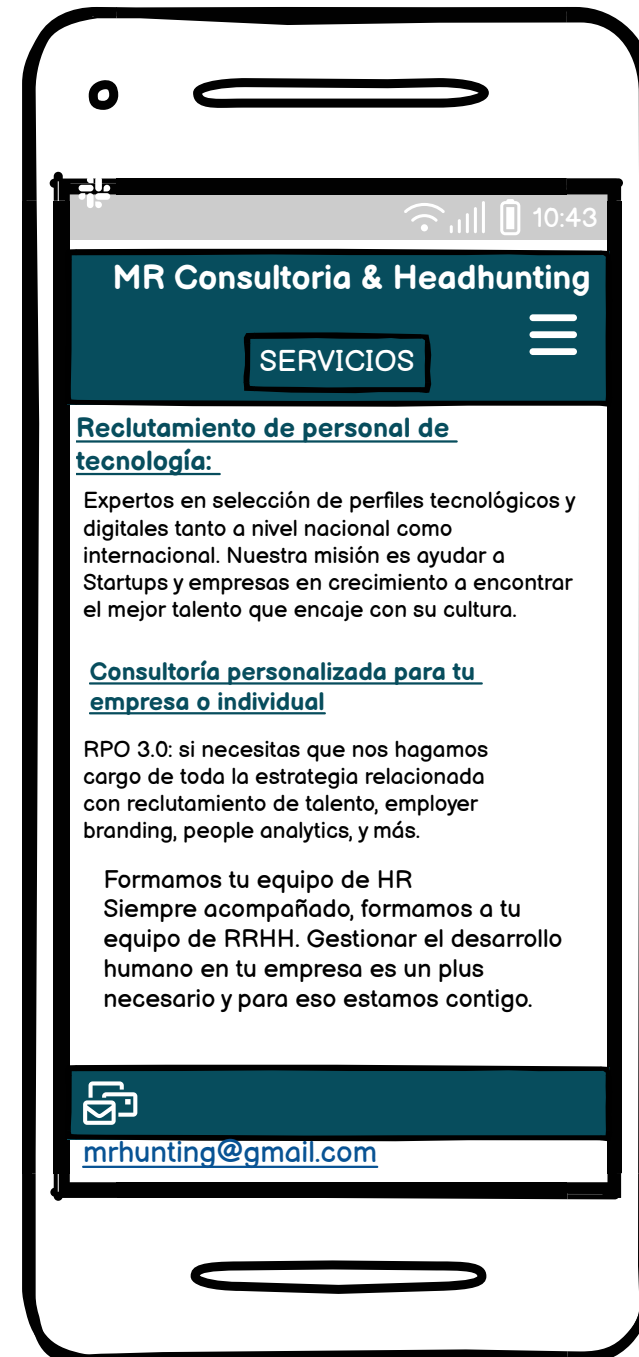 10:43
MR Consultoria & Headhunting
SERVICIOS
Reclutamiento de personal de
tecnología:
Expertos en selección de perfiles tecnológicos y
digitales tanto a nivel nacional como
internacional. Nuestra misión es ayudar a
Startups y empresas en crecimiento a encontrar
el mejor talento que encaje con su cultura.
Consultoría personalizada para tu
empresa o individual
RPO 3.0: si necesitas que nos hagamos
cargo de toda la estrategia relacionada
con reclutamiento de talento, employer
branding, people analytics, y más.
Formamos tu equipo de HR
Siempre acompañado, formamos a tu
equipo de RRHH. Gestionar el desarrollo
humano en tu empresa es un plus
necesario y para eso estamos contigo.
mrhunting@gmail.com